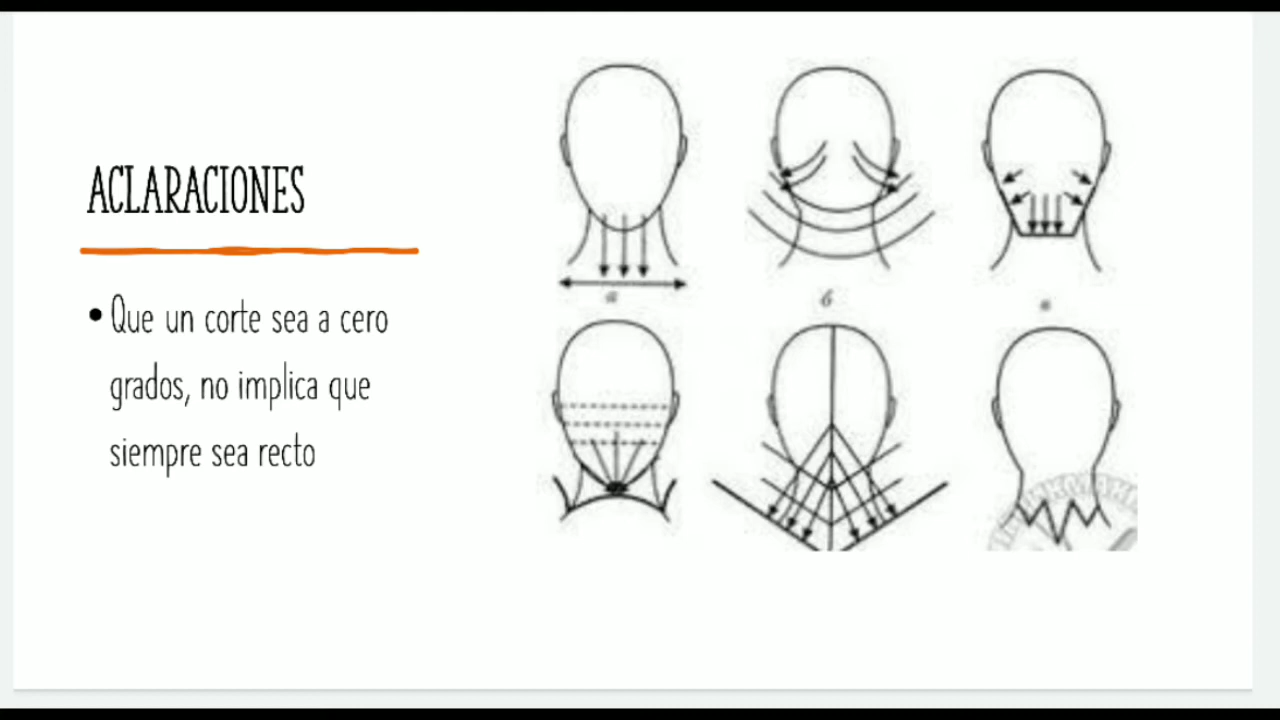 ACLARACIONES
• Que un corte sea a cero
grados, no implica que
siempre sea recto
a
б
в